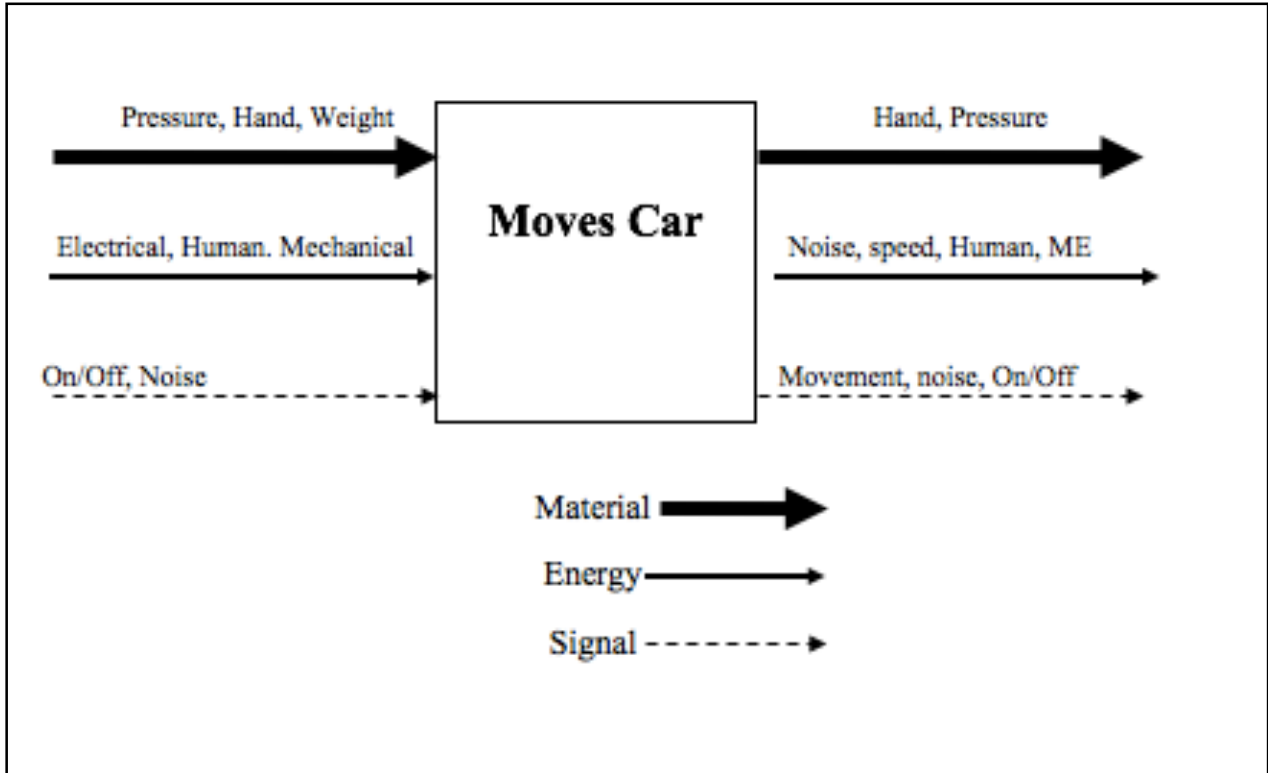 Pressure, Hand, Weight
Hand, Pressure
Moves Car
Electrical, Human. Mechanical
Noise, speed, Human, ME
On/Off, Noise
Movement, noise, On/Off
Material
Energy
Signal